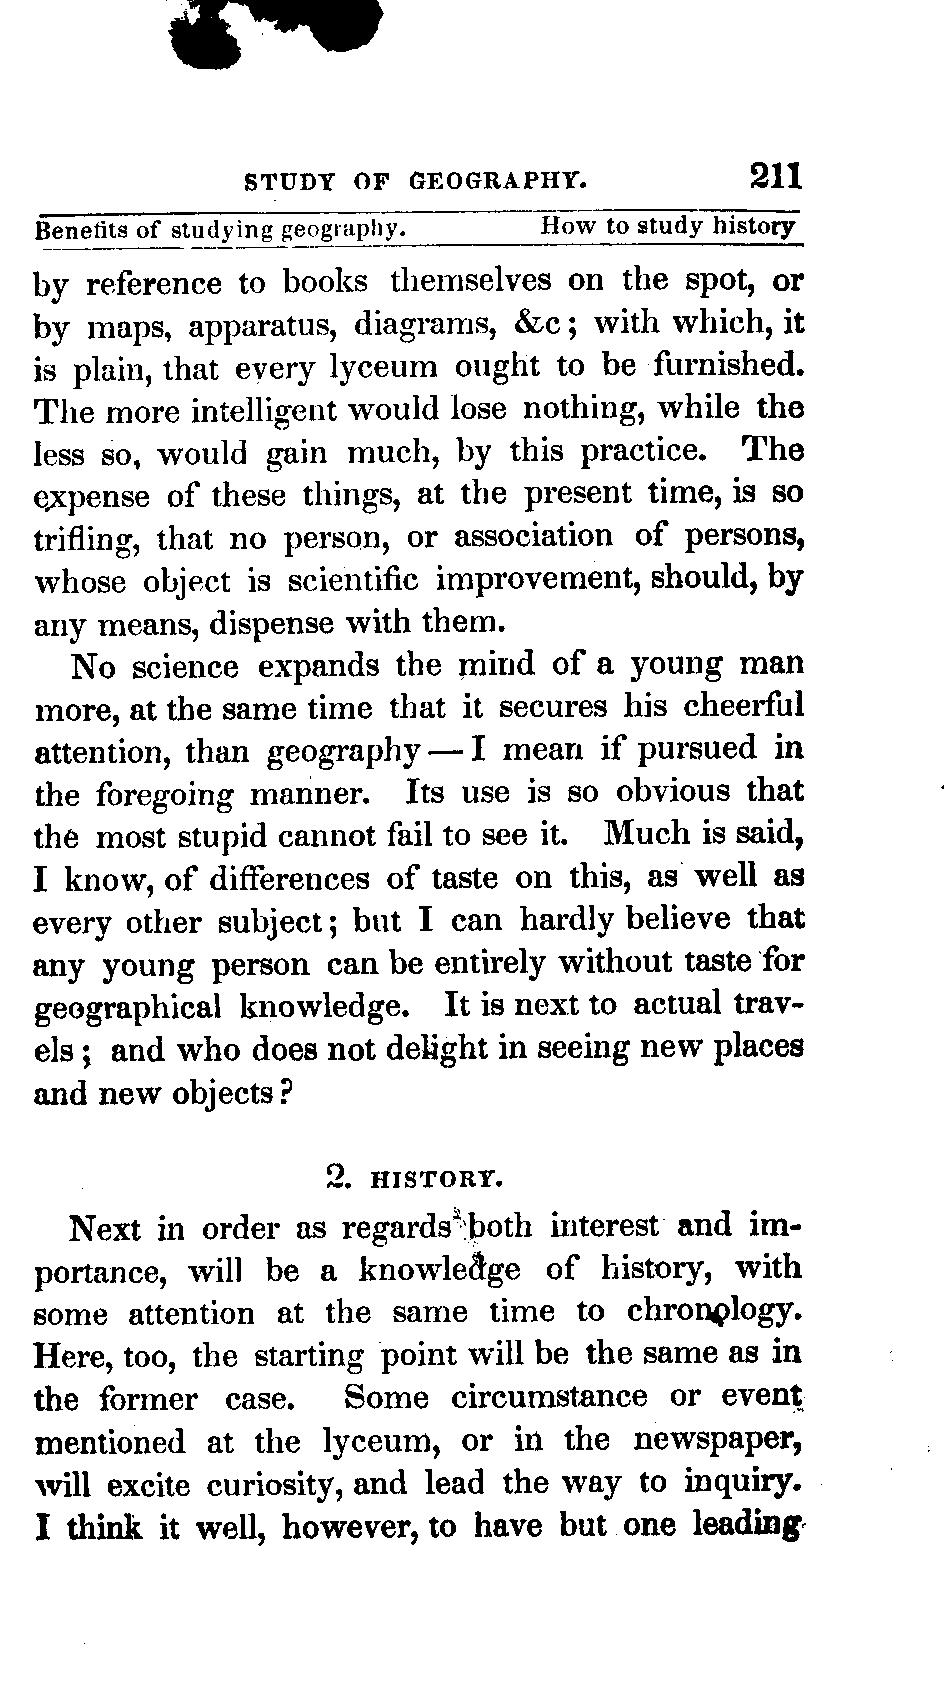 STUDY OF GEOGRAPHY. 211
Benefits of studying geography. How to study history
by reference to books themselves on the spot, or
by maps, apparatus, diagrams, &c; with which, it
is plain, that every lyceum ought to be furnished.
The more intelligent would lose nothing, while the
less so, would gain much, by this practice. The
expense of these things, at the present time, is so
trifling, that no person, or association of persons,
whose object is scientific improvement, should, by
any means, dispense with them.
No science expands the mind of a young man
more, at the same time that it secures his cheerful
attention, than geography — I mean if pursued in
the foregoing manner. Its use is so obvious that
the most stupid cannot fail to see it. Much is said,
I know, of differences of taste on this, as well as
every other subject; but I can hardly believe that
any young person can be entirely without taste for
geographical knowledge. It is next to actual trav-
els; and who does not delight in seeing new places
and new objects?
2. HISTORY.
Next in order as regards both interest and im-
portance, will be a knowledge of history, with
some attention at the same time to chronology.
Here, too, the starting point will be the same as in
the former case. Some circumstance or event
mentioned at the lyceum, or in the newspaper,
will excite curiosity, and lead the way to inquiry.
I think it well, however, to have but one leading